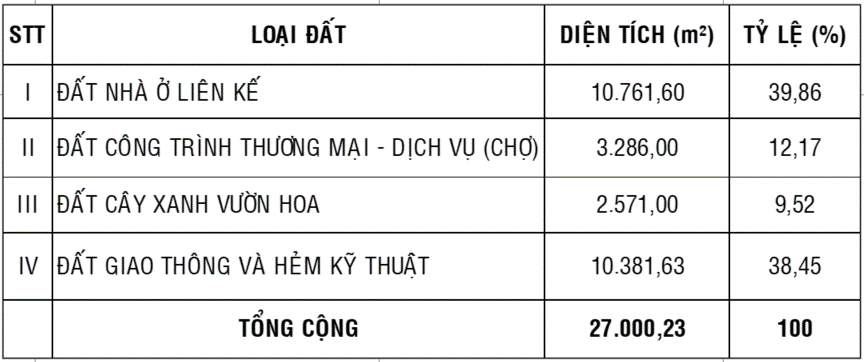 STT LOẠI ĐẤT DIỆN TÍCH (m²) TỶ LỆ (%)
I ĐẤT NHÀ Ở LIÊN KẾ 10.761,60 39,86
II ĐẤT CÔNG TRÌNH THƯƠNG MẠI - DỊCH VỤ (CHỢ) 3.286,00 12,17
III ĐẤT CÂY XANH VƯỜN HOA 2.571,00 9,52
IV ĐẤT GIAO THÔNG VÀ HẺM KỸ THUẬT 10.381,63 38,45
TỔNG CỘNG 27.000,23 100